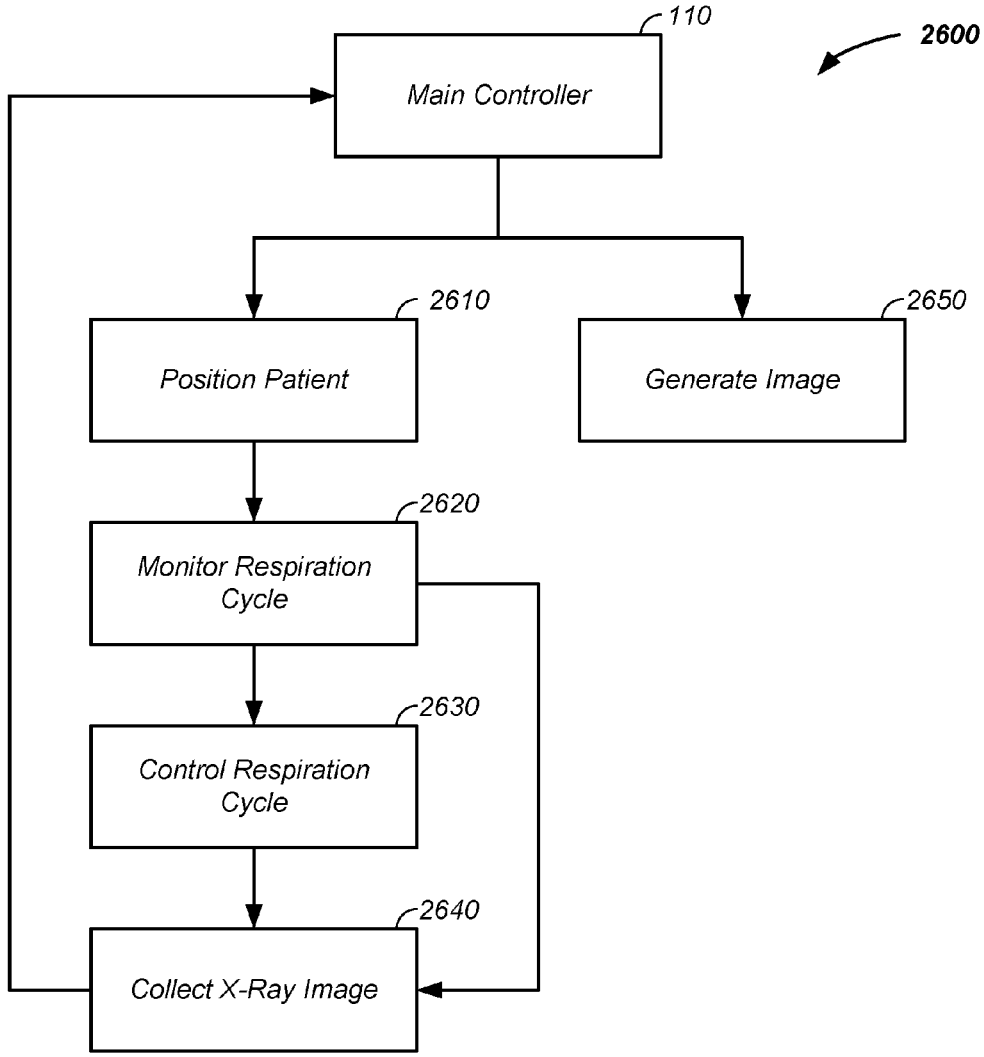 110
2600
Main Controller
2610
2650
Position Patient
Generate Image
2620
Monitor Respiration
Cycle
2630
Control Respiration
Cycle
2640
Collect X-Ray Image